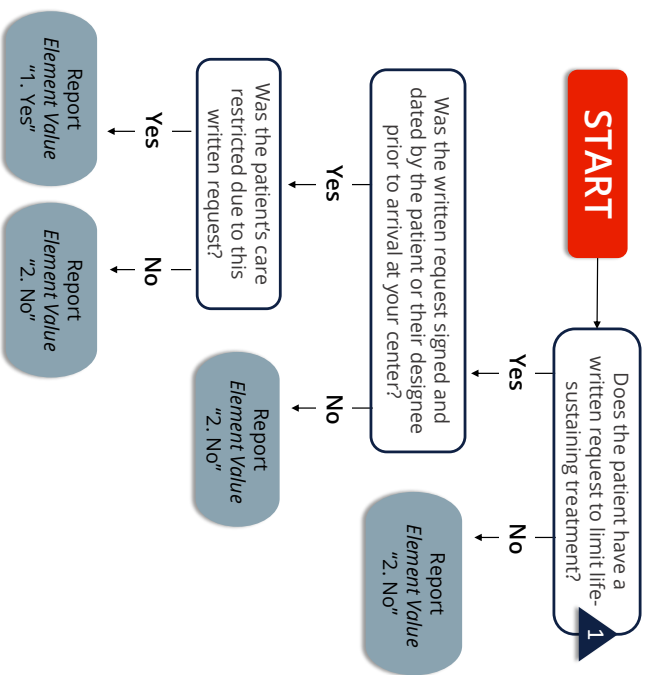 START
Does the patient have a
written request to limit life-
sustaining treatment?
1
Yes
No
Was the written request signed and
dated by the patient or their designee
prior to arrival at your center?
Report
Element Value
“2. No”
Yes
No
Was the patient’s care
restricted due to this
written request?
Report
Element Value
“2. No”
Yes
No
Report
Element Value
“1. Yes”
Report
Element Value
“2. No”